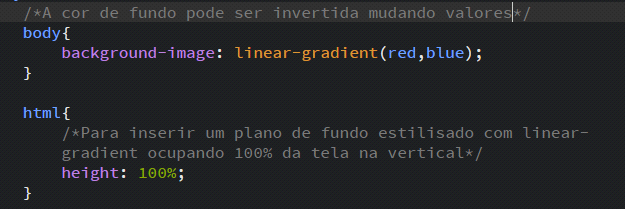 /*A cor de fundo pode ser invertida mudando valores*/
body{
background-image: linear-gradient(red,blue);
}
html{
/*Para inserir um plano de fundo estilisado com linear-
gradient ocupando 100% da tela na vertical*/
height: 100%;
}